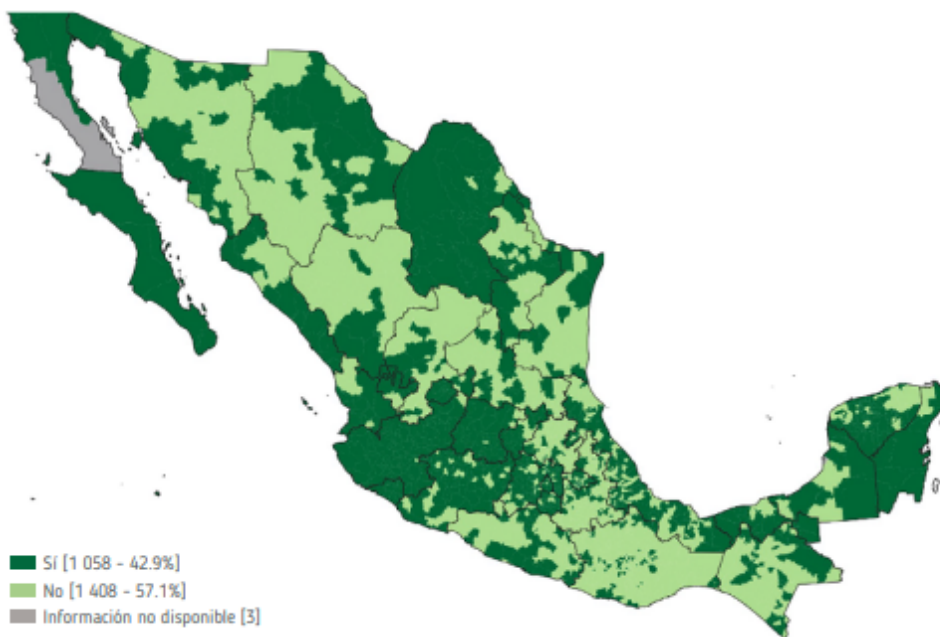 Sí [1 058 - 42.9%]
No [1 408 - 57.1%]
Información no disponible [3]